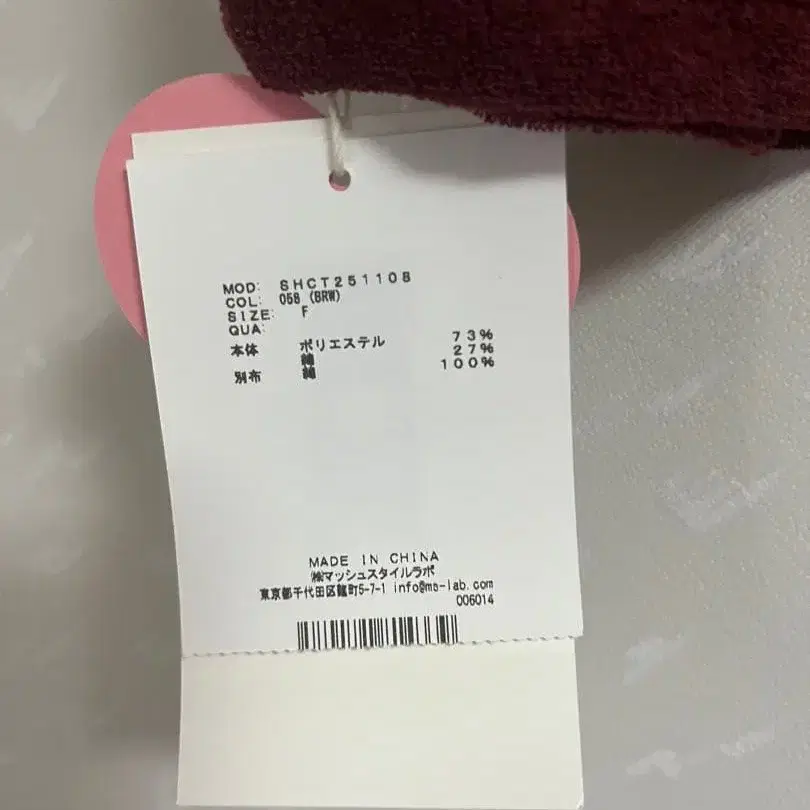 MOD: SHCT251108
COL: 058 (BRW)
SIZE: F
QUA:
本体 ポリエステル 73%
綿 27%
別布 綿 100%
MADE IN CHINA
㈱マッシュスタイルラボ
東京都千代田区麹町5-7-1 info@ms-lab.com
006014